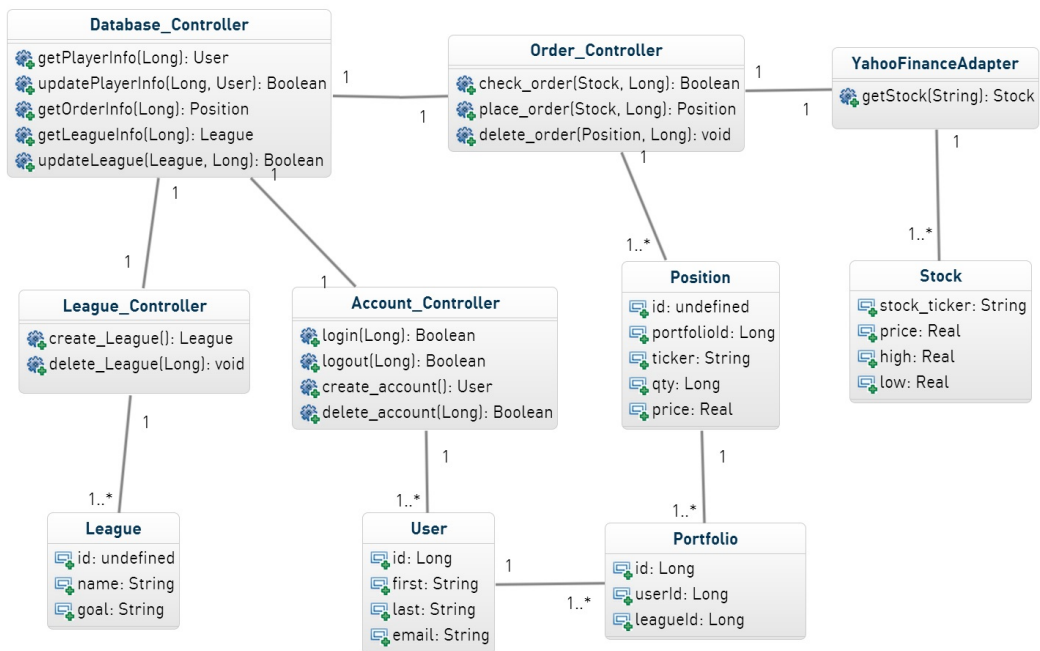 Database_Controller
getPlayerInfo(Long): User
updatePlayerInfo(Long, User): Boolean
getOrderInfo(Long): Position
getLeagueInfo(Long): League
updateLeague(League, Long): Boolean
1
1
Order_Controller
check_order(Stock, Long): Boolean
place_order(Stock, Long): Position
delete_order(Position, Long): void
1
1
YahooFinanceAdapter
getStock(String): Stock
1
1
1
1
1
1
1..*
1..*
League_Controller
create_League(): League
delete_League(Long): void
Account_Controller
login(Long): Boolean
logout(Long): Boolean
create_account(): User
delete_account(Long): Boolean
Position
id: undefined
portfolioId: Long
ticker: String
qty: Long
price: Real
Stock
stock_ticker: String
price: Real
high: Real
low: Real
1
1
1
1..*
1..*
1..*
League
id: undefined
name: String
goal: String
User
id: Long
first: String
last: String
email: String
1
1..*
Portfolio
id: Long
userId: Long
leagueId: Long